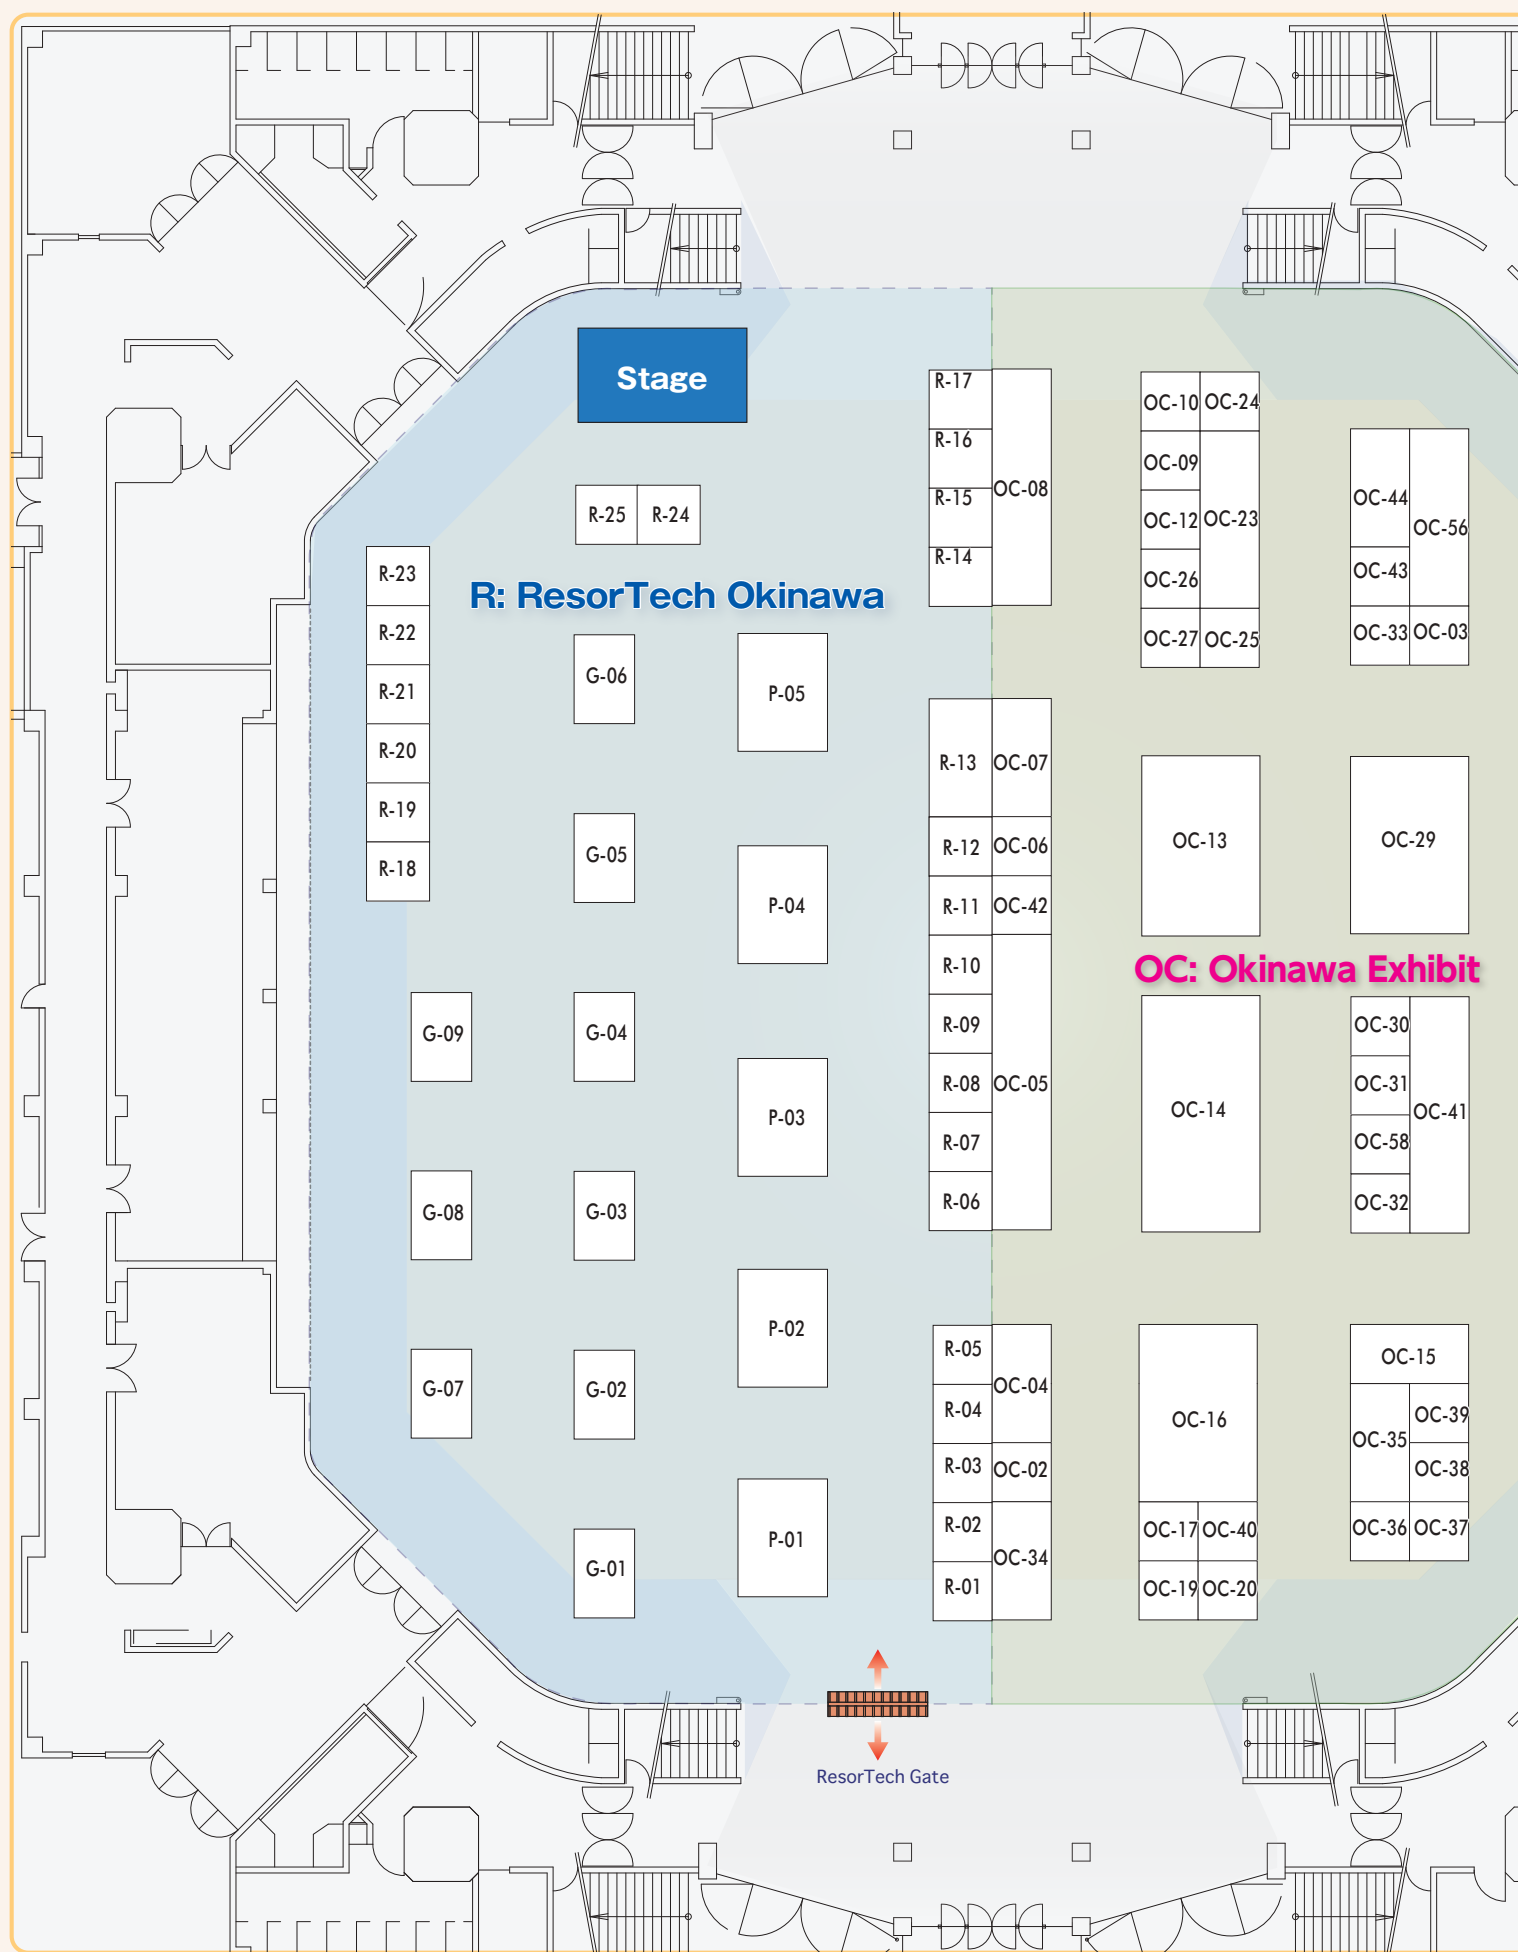 Stage
R-17
R-16
R-15
R-14
OC-08
OC-10 OC-24
OC-09
OC-12 OC-23
OC-26
OC-27 OC-25
OC-44
OC-56
OC-43
OC-33 OC-03
R-25 R-24
R: ResorTech Okinawa
R-23
R-22
R-21
R-20
R-19
R-18
G-06
P-05
G-05
P-04
R-13 OC-07
R-12 OC-06
R-11 OC-42
R-10
R-09
R-08 OC-05
R-07
R-06
OC-13
OC-29
OC: Okinawa Exhibit
OC-14
OC-30
OC-31
OC-41
OC-58
OC-32
G-09
G-04
P-03
G-08
G-03
P-02
G-07
G-02
P-01
G-01
R-05
OC-04
R-04
R-03 OC-02
R-02
OC-34
R-01
OC-16
OC-17 OC-40
OC-19 OC-20
OC-15
OC-39
OC-35
OC-38
OC-36 OC-37
ResorTech Gate